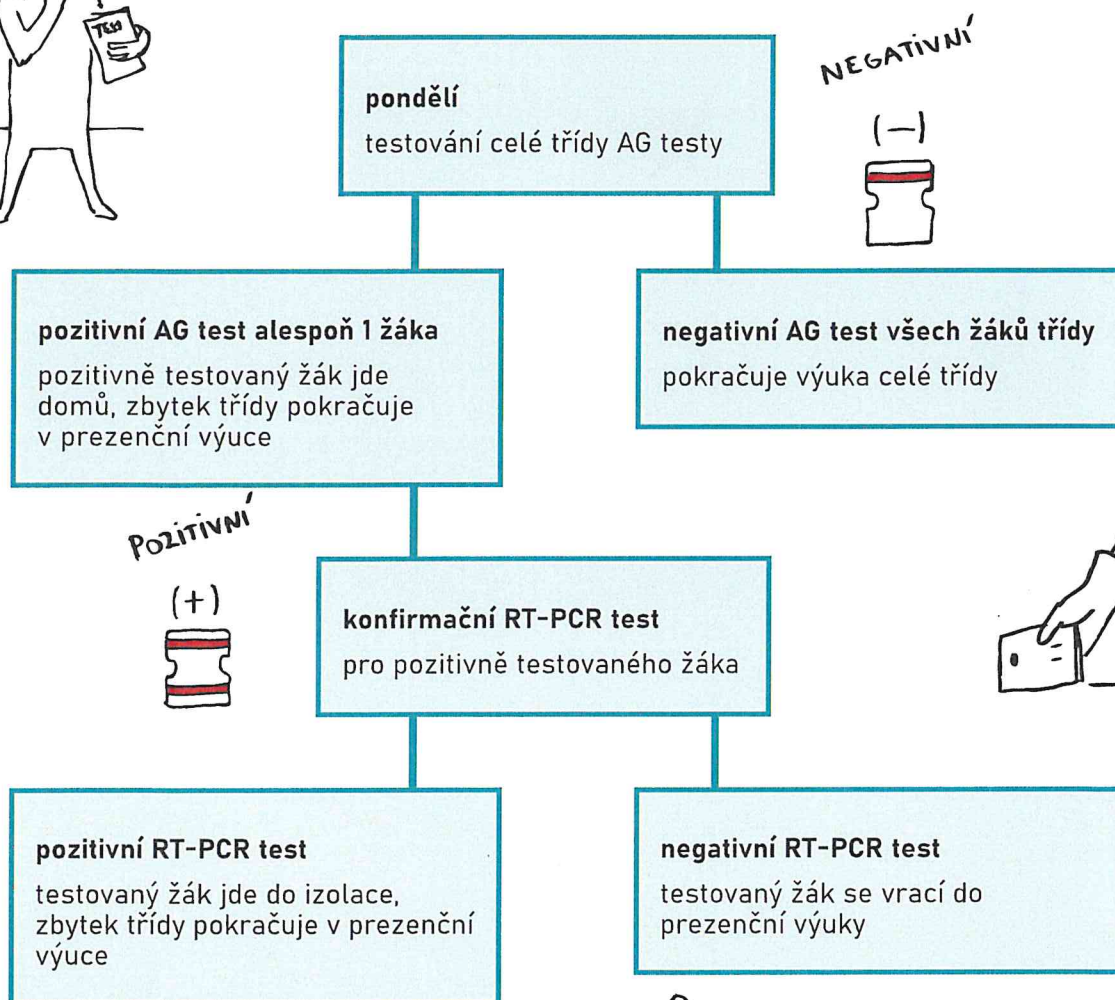 TEST
NEGATIVNÍ
pondělí
testování celé třídy AG testy
(-)
pozitivní AG test alespoň 1 žáka
pozitivně testovaný žák jde
domů, zbytek třídy pokračuje
v prezenční výuce
negativní AG test všech žáků třídy
pokračuje výuka celé třídy
POZITIVNÍ
(+)
konfirmační RT-PCR test
pro pozitivně testovaného žáka
pozitivní RT-PCR test
testovaný žák jde do izolace,
zbytek třídy pokračuje v prezenční
výuce
negativní RT-PCR test
testovaný žák se vrací do
prezenční výuky